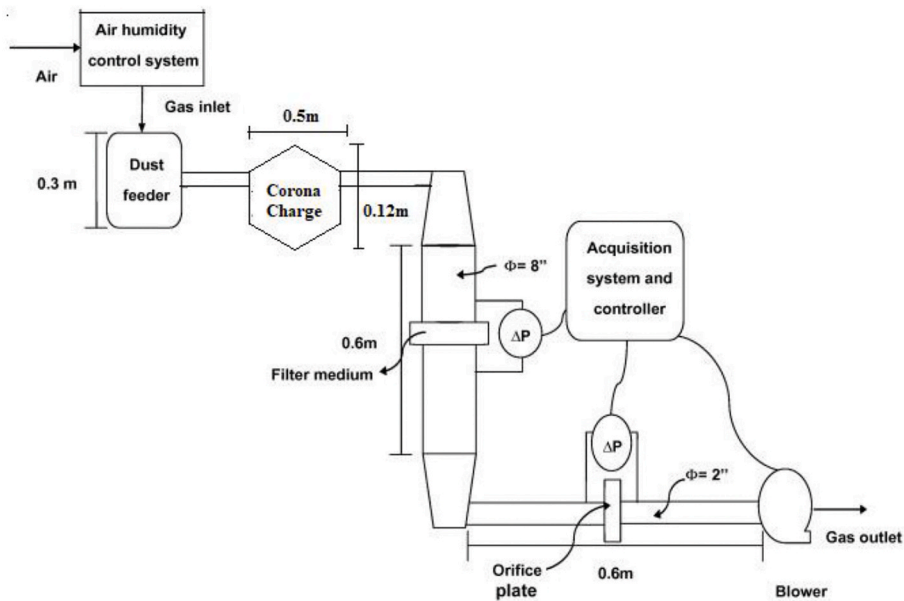 Air humidity
control system
Air
Gas inlet
0.5m
Dust
feeder
0.3 m
Corona
Charge
0.12m
Φ= 8"
Acquisition
system and
controller
ΔP
0.6m
Filter medium
ΔP
Φ= 2"
Gas outlet
Orifice
plate
0.6m
Blower